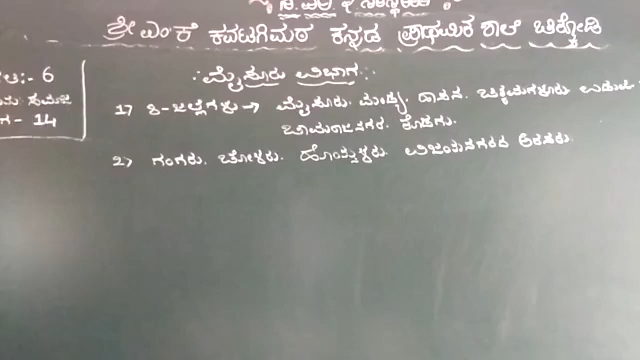 ಶ್ರೀ ಎಂ ಕೆ ಕವಟಗಿಮಠ ಕನ್ನಡ ಪ್ರಾಥಮಿಕ ಶಾಲೆ ಚಿಕ್ಕೋಡಿ
6
14
ಮೈಸೂರು ವಿಭಾಗ
1) 8-ಜಿಲ್ಲೆಗಳು → ಮೈಸೂರು. ಮಂಡ್ಯ. ಹಾಸನ. ಚಿಕ್ಕಮಗಳೂರು
ಚಾಮರಾಜನಗರ. ಕೊಡಗು.
2) ಗಂಗರು. ಚೋಳರು. ಹೊಯ್ಸಳರು. ವಿಜಯನಗರದ ಅರಸರು.